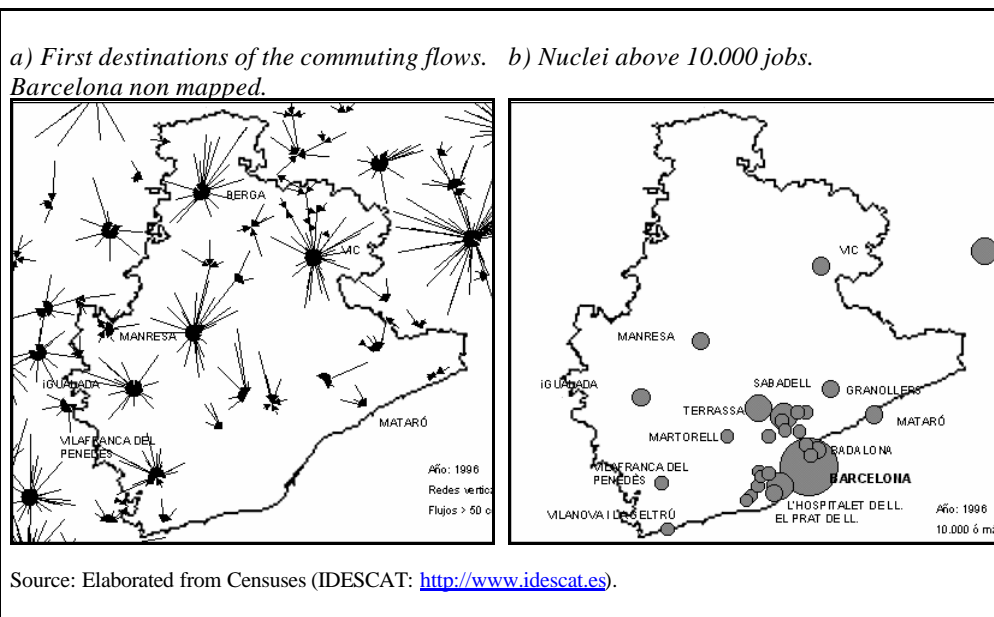 a) First destinations of the commuting flows.
Barcelona non mapped.
b) Nuclei above 10.000 jobs.
BERGA
VIC
MANRESA
iGUALADA
MATARÓ
VILAFRANCA DEL
PENEDÈS
Año: 1996
Redes vertic
Flujos > 50 c
VIC
MANRESA
iGUALADA
SABADELL
GRANOLLERS
TERRASSA
MATARÓ
MARTORELL
BADALONA
VILAFRANCA DEL
PENEDÈS
BARCELONA
VILANOVA I LA GELTRÚ
L'HOSPITALET DE LL.
EL PRAT DE LL.
Año: 1996
10.000 ó má
Source: Elaborated from Censuses (IDESCAT: http://www.idescat.es).